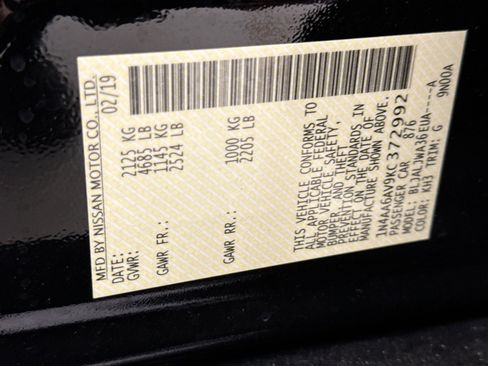 MFD BY NISSAN MOTOR CO., LTD.
DATE: 02/19
GVWR: 2125 KG
4685 LB
GAWR FR.: 1145 KG
2524 LB
GAWR RR.: 1000 KG
2205 LB
THIS VEHICLE CONFORMS TO
ALL APPLICABLE FEDERAL
MOTOR VEHICLE SAFETY,
BUMPER, AND THEFT
PREVENTION STANDARDS IN
EFFECT ON THE DATE OF
MANUFACTURE SHOWN ABOVE.
1N4AA6AV9KC372992
PASSENGER CAR 876
MODEL: BLJALJWA36EUA-----A
COLOR: KH3 TRIM: G 9N00A